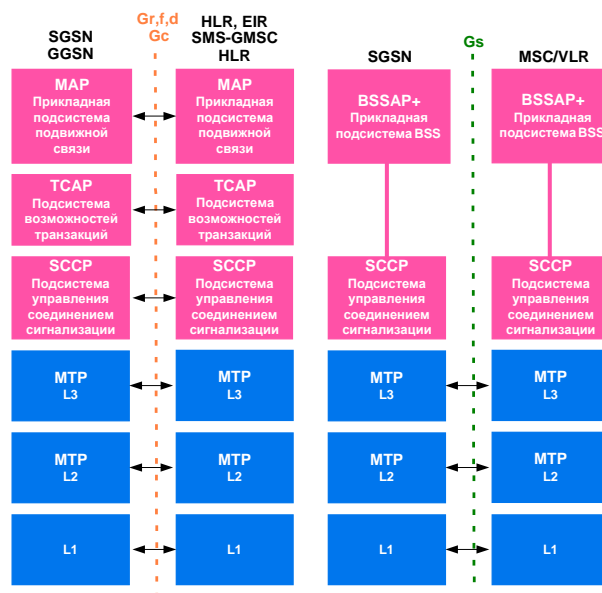 Gr,f,d
Gc
SGSN
GGSN
HLR, EIR
SMS-GMSC
HLR
MAP
Прикладная
подсистема
подвижной
связи
MAP
Прикладная
подсистема
подвижной
связи
TCAP
Подсистема
возможностей
транзакций
TCAP
Подсистема
возможностей
транзакций
SCCP
Подсистема
управления
соединением
сигнализации
SCCP
Подсистема
управления
соединением
сигнализации
MTP
L3
MTP
L3
MTP
L2
MTP
L2
L1
L1
Gs
SGSN
MSC/VLR
BSSAP+
Прикладная
подсистема BSS
BSSAP+
Прикладная
подсистема BSS
SCCP
Подсистема
управления
соединением
сигнализации
SCCP
Подсистема
управления
соединением
сигнализации
MTP
L3
MTP
L3
MTP
L2
MTP
L2
L1
L1